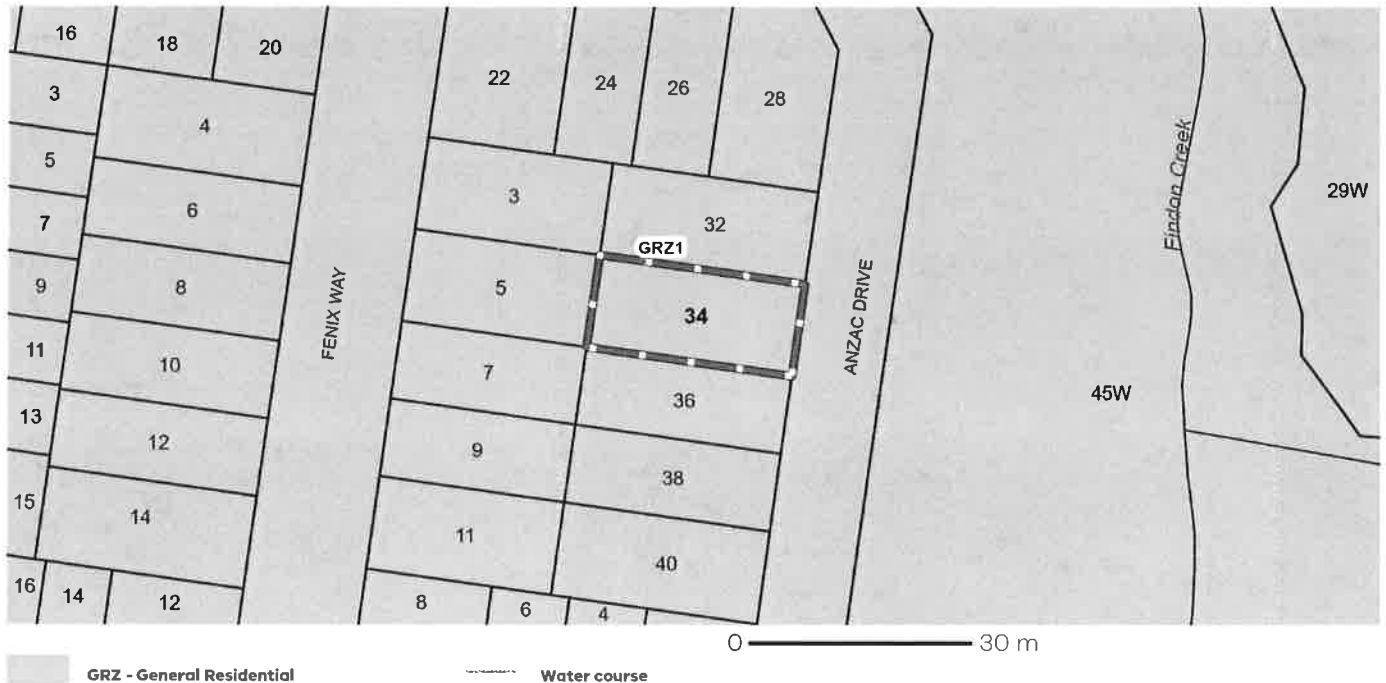 16 18 20
22 24 26 28
3 4
5
7 6
9 8
11 10
13 12
15 14
16 14 12
FENIX WAY
3 32
GRZ1
5 34
7 36
9 38
11 40
8 6 4
ANZAC DRIVE
45W
Findon Creek
29W
0 30 m
GRZ - General Residential Water course